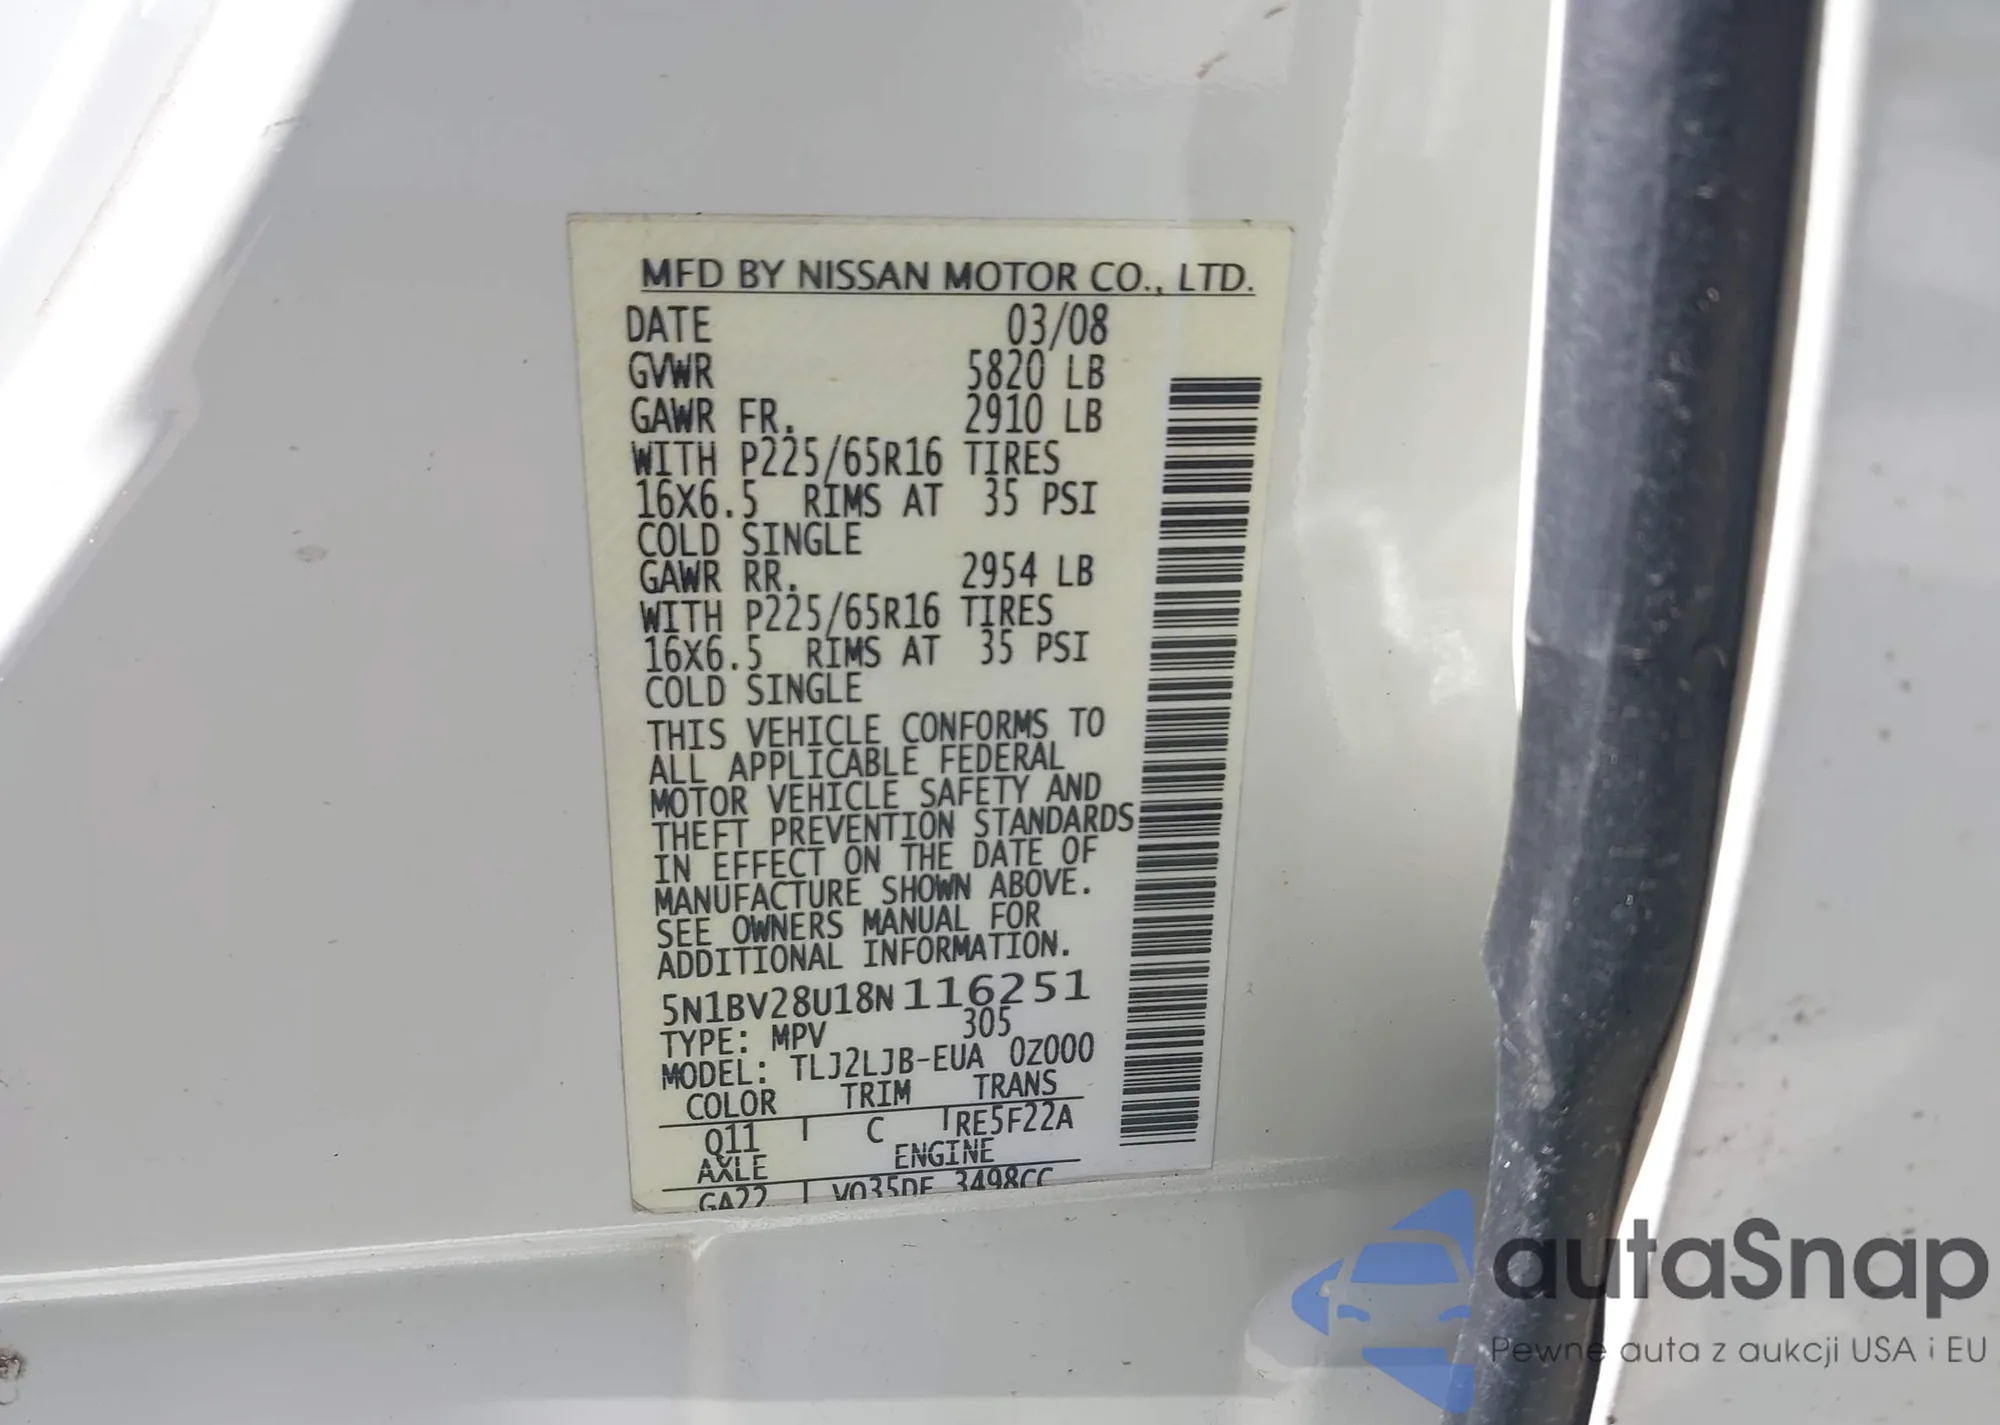 MFD BY NISSAN MOTOR CO., LTD.
DATE 03/08
GVWR 5820 LB
GAWR FR. 2910 LB
WITH P225/65R16 TIRES
16X6.5 RIMS AT 35 PSI
COLD SINGLE
GAWR RR. 2954 LB
WITH P225/65R16 TIRES
16X6.5 RIMS AT 35 PSI
COLD SINGLE
THIS VEHICLE CONFORMS TO
ALL APPLICABLE FEDERAL
MOTOR VEHICLE SAFETY AND
THEFT PREVENTION STANDARDS
IN EFFECT ON THE DATE OF
MANUFACTURE SHOWN ABOVE.
SEE OWNERS MANUAL FOR
ADDITIONAL INFORMATION.
5N1BV28U18N116251
TYPE: MPV 305
MODEL: TLJ2LJB-EUA 0Z000
COLOR TRIM TRANS
Q11 C RE5F22A
AXLE ENGINE
GA22 VQ35DE 3498CC
autaSnap
Pewne auta z aukcji USA i EU